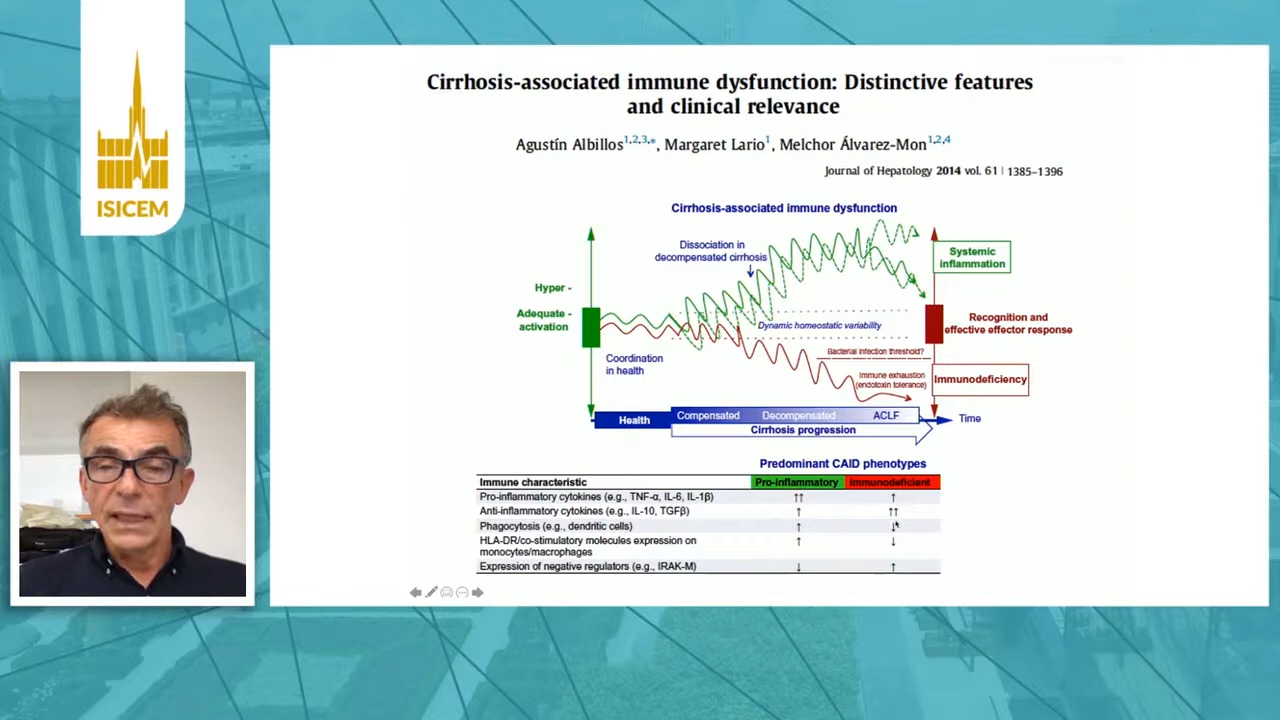 ISICEM
Cirrhosis-associated immune dysfunction: Distinctive features
and clinical relevance
Agustín Albillos1,2,3,*, Margaret Lario1, Melchor Álvarez-Mon1,2,4
Journal of Hepatology 2014 vol. 61 | 1385–1396
Cirrhosis-associated immune dysfunction
Dissociation in
decompensated cirrhosis
Systemic
inflammation
Hyper -
Adequate -
activation
Recognition and
effective effector response
Dynamic homeostatic variability
Coordination
in health
Bacterial infection threshold?
Immune exhaustion
(endotoxin tolerance)
Immunodeficiency
Health
Compensated
Decompensated
ACLF
Time
Cirrhosis progression
Predominant CAID phenotypes
Immune characteristic Pro-inflammatory Immunodeficient
Pro-inflammatory cytokines (e.g., TNF-α, IL-6, IL-1β) ↑↑ ↑
Anti-inflammatory cytokines (e.g., IL-10, TGFβ) ↑ ↑↑
Phagocytosis (e.g., dendritic cells) ↑ ↓
HLA-DR/co-stimulatory molecules expression on ↑ ↓
monocytes/macrophages
Expression of negative regulators (e.g., IRAK-M) ↓ ↑